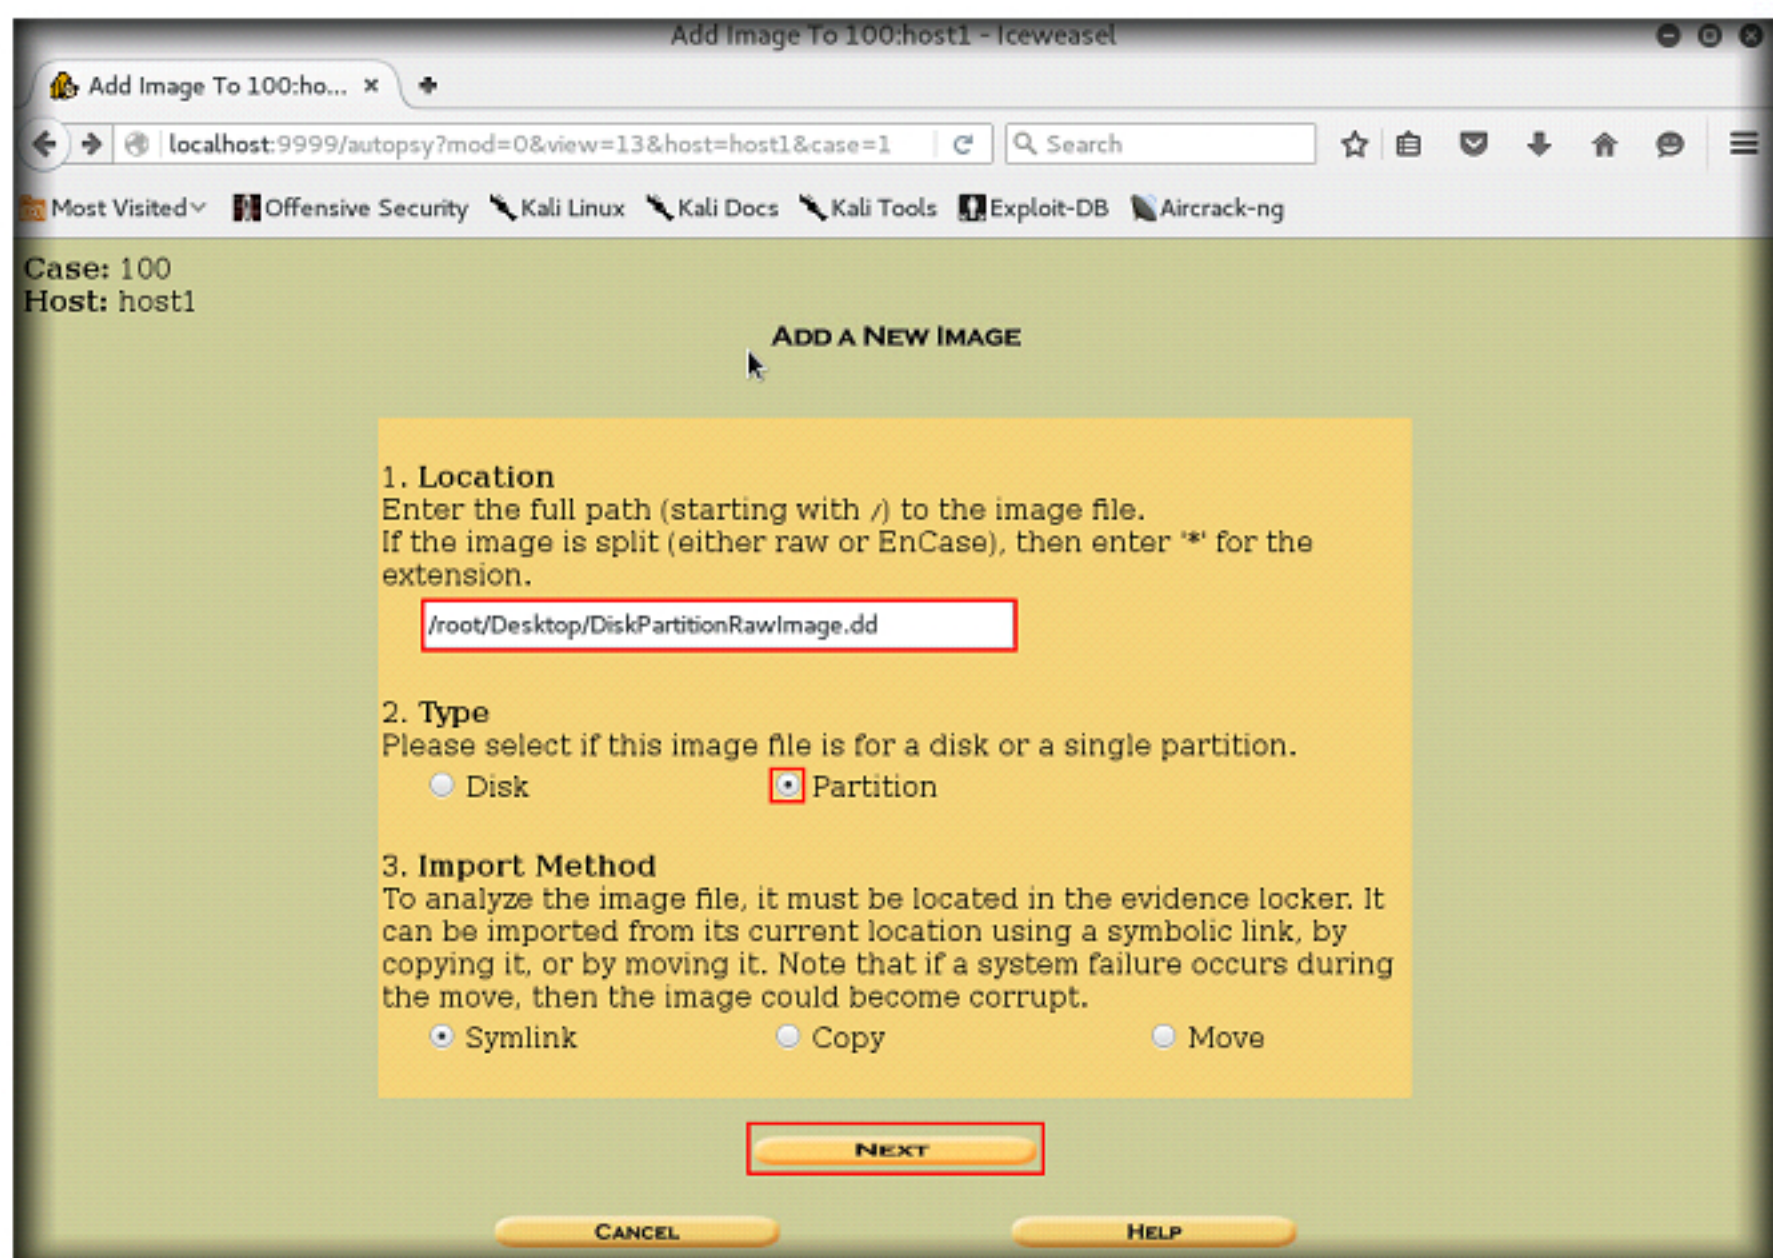 Add Image To 100:host1 - Iceweasel
Add Image To 100:ho...
localhost:9999/autopsy?mod=0&view=13&host=host1&case=1
Search
Most Visited
Offensive Security
Kali Linux
Kali Docs
Kali Tools
Exploit-DB
Aircrack-ng
Case: 100
Host: host1
ADD A NEW IMAGE
1. Location
Enter the full path (starting with /) to the image file.
If the image is split (either raw or EnCase), then enter '*' for the
extension.
/root/Desktop/DiskPartitionRawImage.dd
2. Type
Please select if this image file is for a disk or a single partition.
Disk
Partition
3. Import Method
To analyze the image file, it must be located in the evidence locker. It
can be imported from its current location using a symbolic link, by
copying it, or by moving it. Note that if a system failure occurs during
the move, then the image could become corrupt.
Symlink
Copy
Move
NEXT
CANCEL
HELP